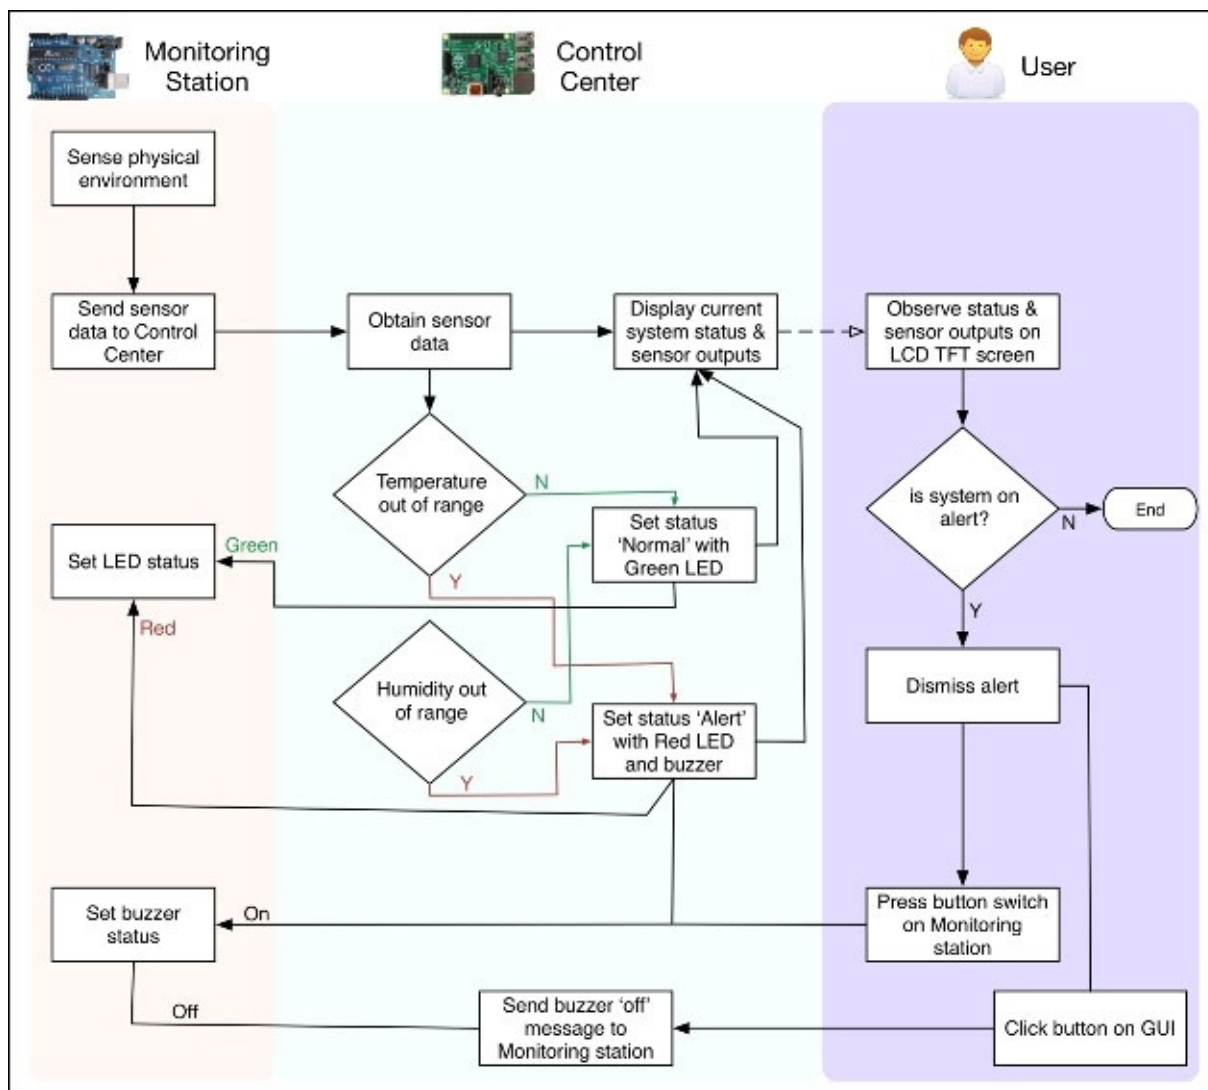 Monitoring
Station
Control
Center
User
Sense physical
environment
Send sensor
data to Control
Center
Obtain sensor
data
Display current
system status &
sensor outputs
Observe status &
sensor outputs on
LCD TFT screen
Temperature
out of range
N
Y
is system on
alert?
N
End
Y
Set status
‘Normal’ with
Green LED
Green
Set LED status
Red
Humidity out
of range
N
Y
Set status ‘Alert’
with Red LED
and buzzer
Dismiss alert
Set buzzer
status
On
Press button switch
on Monitoring
station
Off
Send buzzer ‘off’
message to
Monitoring station
Click button on GUI